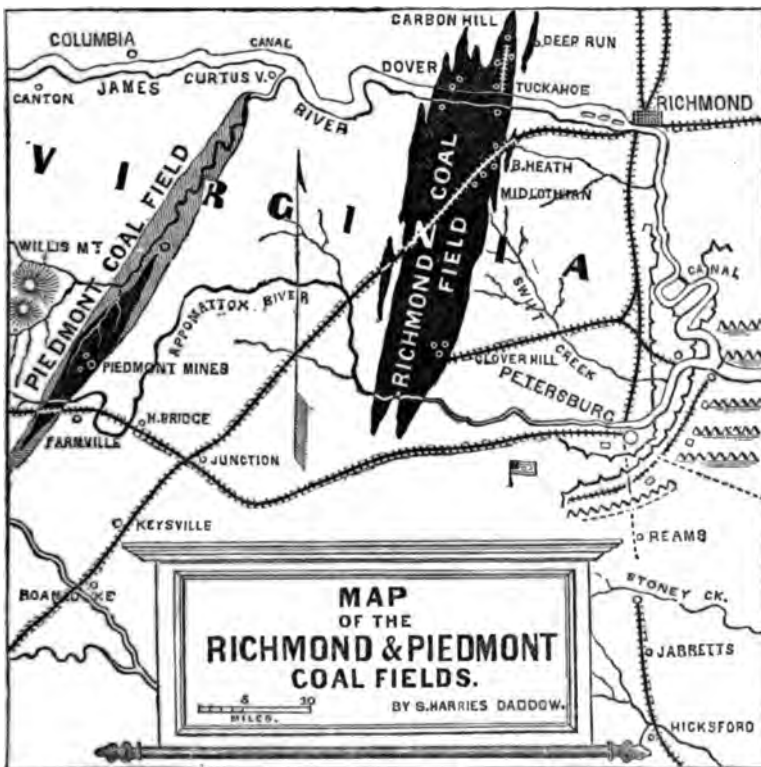 CARBON HILL
COLUMBIA
CANAL
DEEP RUN
DOVER
CURTUS V.
TUCKAHOE
CANTON
JAMES
RIVER
RICHMOND
B.HEATH
MIDLOTHIAN
VIRGINIA
WILLIS MT
PIEDMONT COAL FIELD
RICHMOND COAL
FIELD
CANAL
APPOMATTOX RIVER
SWIFT
CREEK
PIEDMONT MINES
CLOVER HILL
PETERSBURG
H.BRIDGE
FARMVILLE
JUNCTION
KEYSVILLE
REAMS
ROANOKE
STONEY CK.
MAP
OF THE
RICHMOND & PIEDMONT
COAL FIELDS.
MILES.
BY S. HARRIES DADDOW.
JARRETTS
HICKSFORD